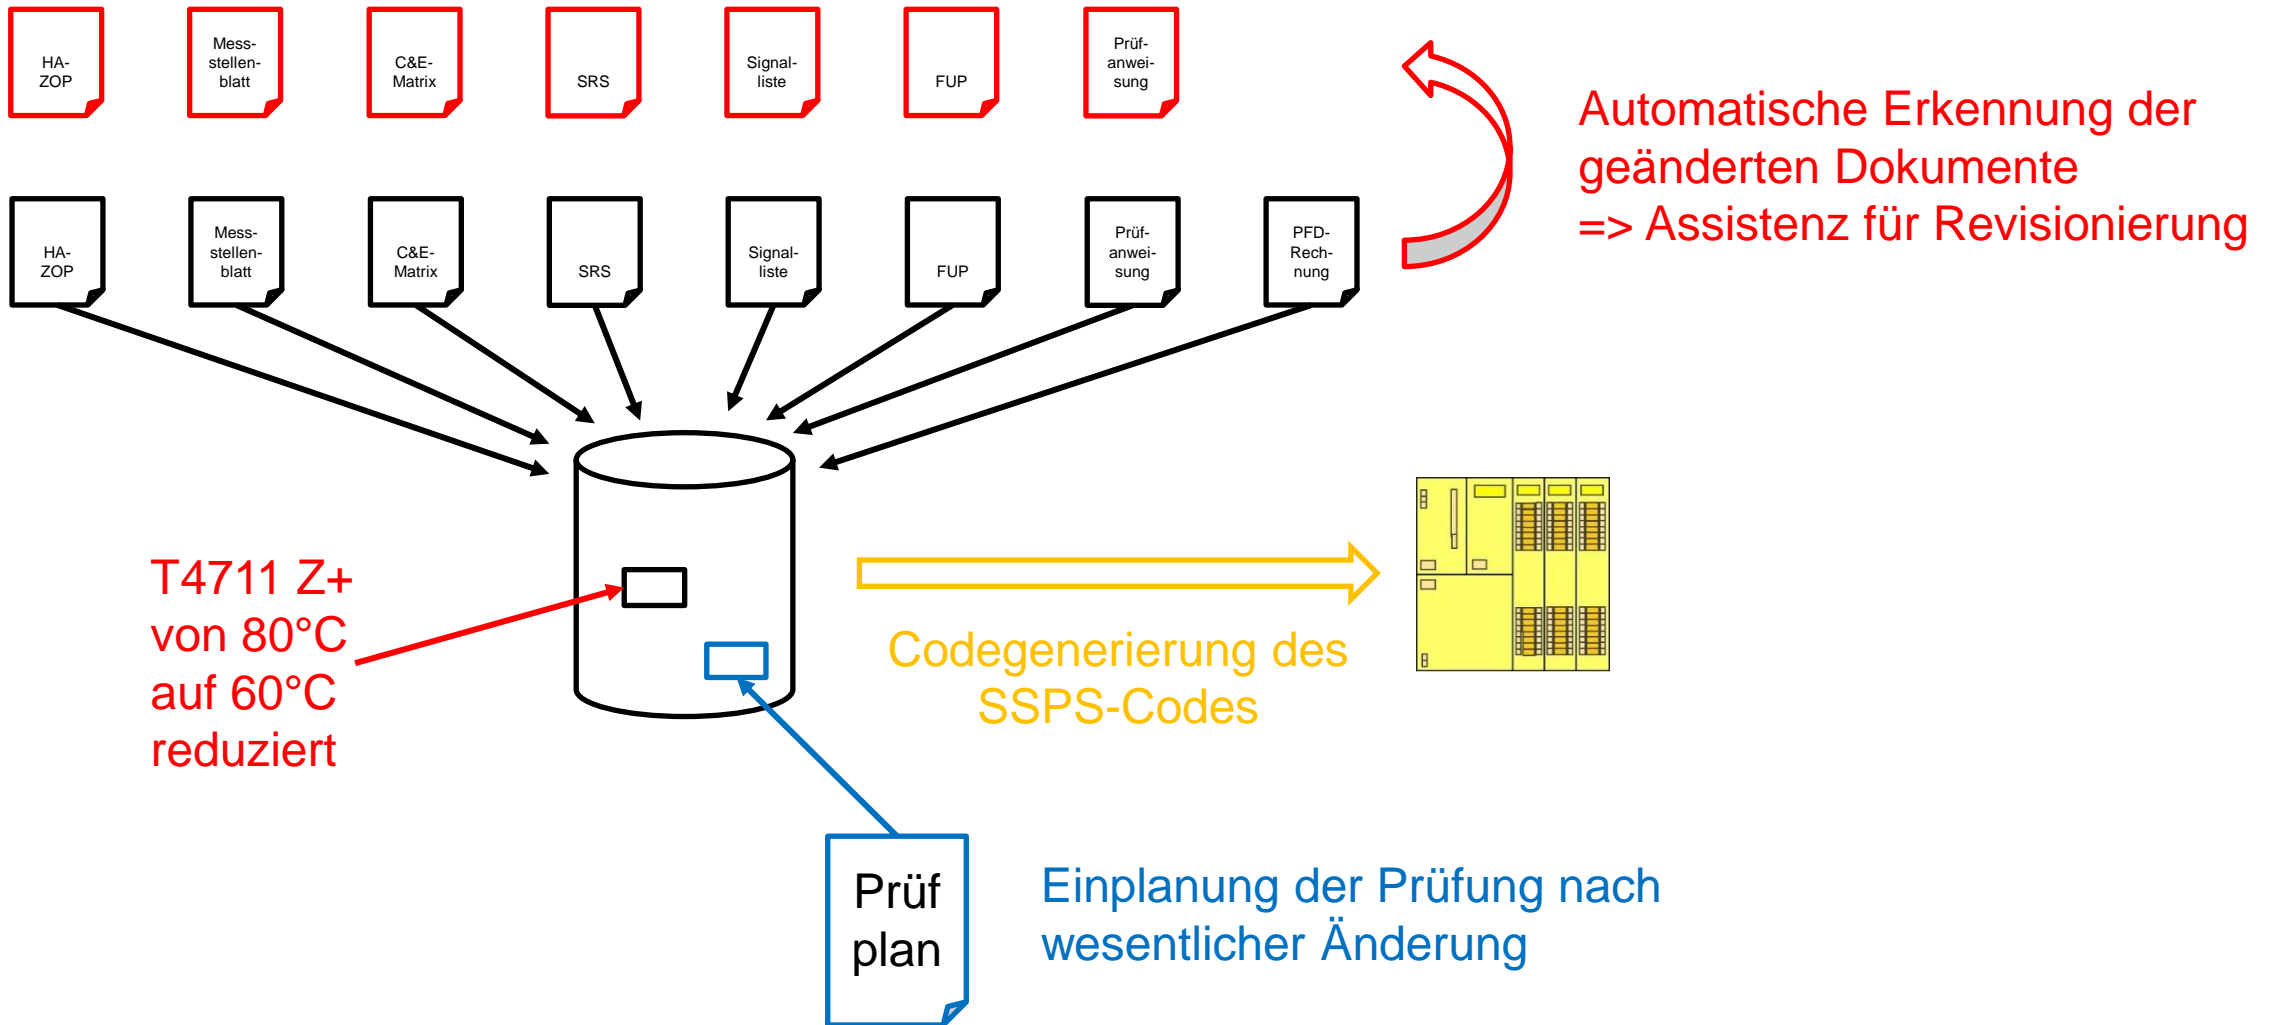 HA-
ZOP
Mess-
stellen-
blatt
C&E-
Matrix
SRS
Signal-
liste
FUP
Prüf-
anwei-
sung
Automatische Erkennung der
geänderten Dokumente
=> Assistenz für Revisionierung
HA-
ZOP
Mess-
stellen-
blatt
C&E-
Matrix
SRS
Signal-
liste
FUP
Prüf-
anwei-
sung
PFD-
Rech-
nung
T4711 Z+
von 80°C
auf 60°C
reduziert
Codegenerierung des
SSPS-Codes
Prüf
plan
Einplanung der Prüfung nach
wesentlicher Änderung